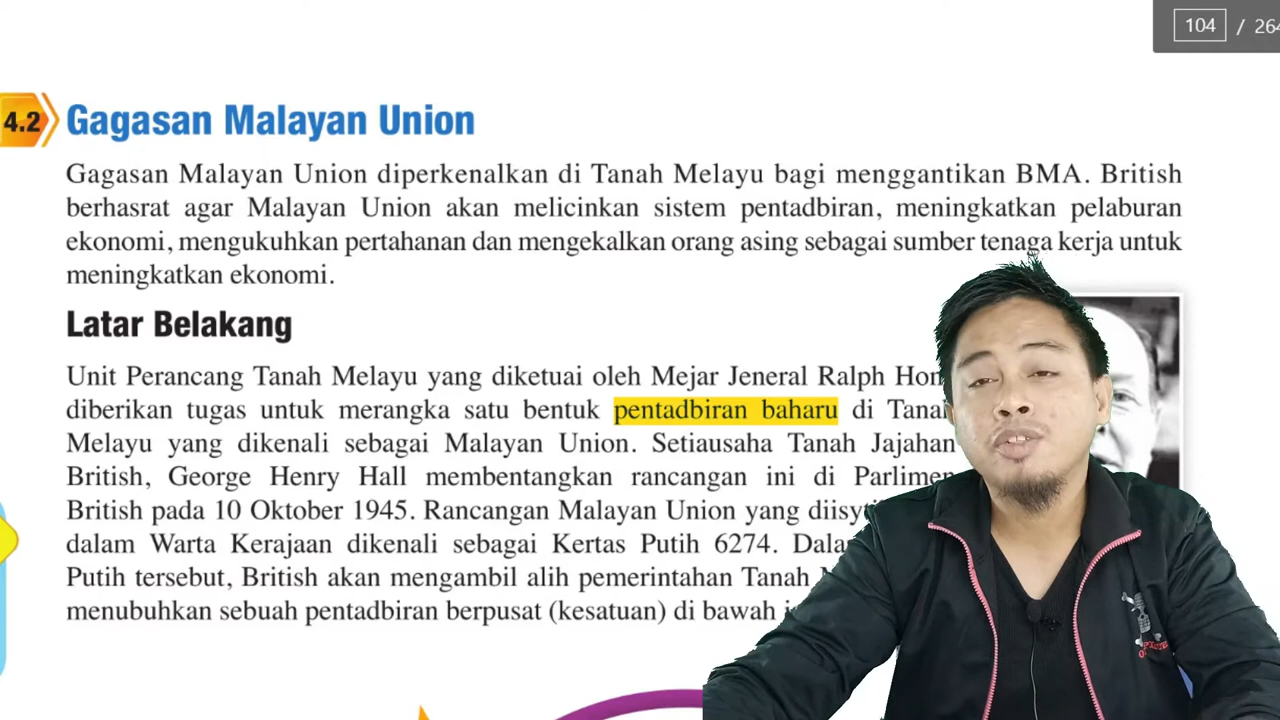 104 / 264
4.2 Gagasan Malayan Union
Gagasan Malayan Union diperkenalkan di Tanah Melayu bagi menggantikan BMA. British
berhasrat agar Malayan Union akan melicinkan sistem pentadbiran, meningkatkan pelaburan
ekonomi, mengukuhkan pertahanan dan mengekalkan orang asing sebagai sumber tenaga kerja untuk
meningkatkan ekonomi.
Latar Belakang
Unit Perancang Tanah Melayu yang diketuai oleh Mejar Jeneral Ralph Hon
diberikan tugas untuk merangka satu bentuk pentadbiran baharu di Tanah
Melayu yang dikenali sebagai Malayan Union. Setiausaha Tanah Jajahan
British, George Henry Hall membentangkan rancangan ini di Parlimen
British pada 10 Oktober 1945. Rancangan Malayan Union yang
dalam Warta Kerajaan dikenali sebagai Kertas Putih 6274.
Putih tersebut, British akan mengambil alih pemerintahan Tanah
menubuhkan sebuah pentadbiran berpusat (kesatuan) di bawah